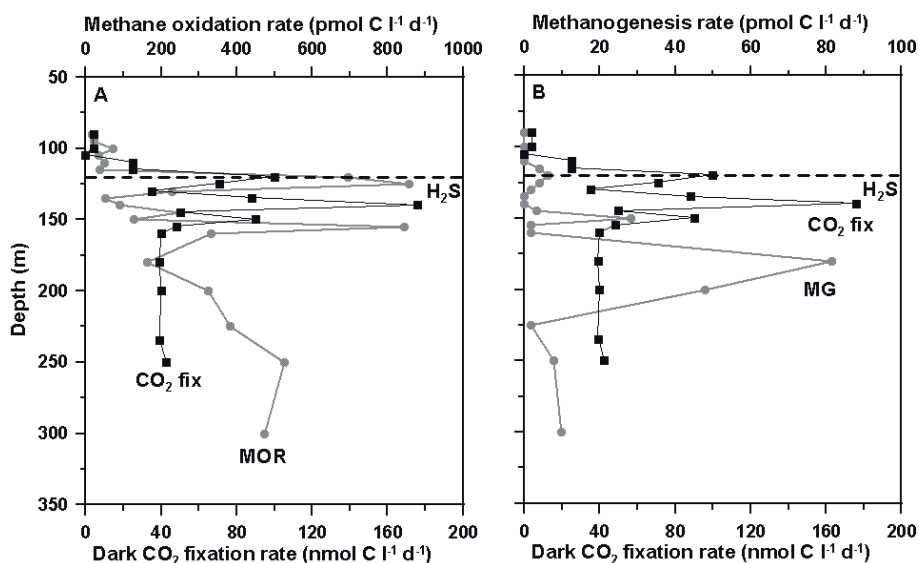 Methane oxidation rate (pmol C l⁻¹ d⁻¹)
0 200 400 600 800 1000
Methanogenesis rate (pmol C l⁻¹ d⁻¹)
0 20 40 60 80 100
Depth (m)
50
100
150
200
250
300
350
A
H₂S
CO₂ fix
MOR
B
H₂S
CO₂ fix
MG
0 40 80 120 160 200
Dark CO₂ fixation rate (nmol C l⁻¹ d⁻¹)
0 40 80 120 160 200
Dark CO₂ fixation rate (nmol C l⁻¹ d⁻¹)